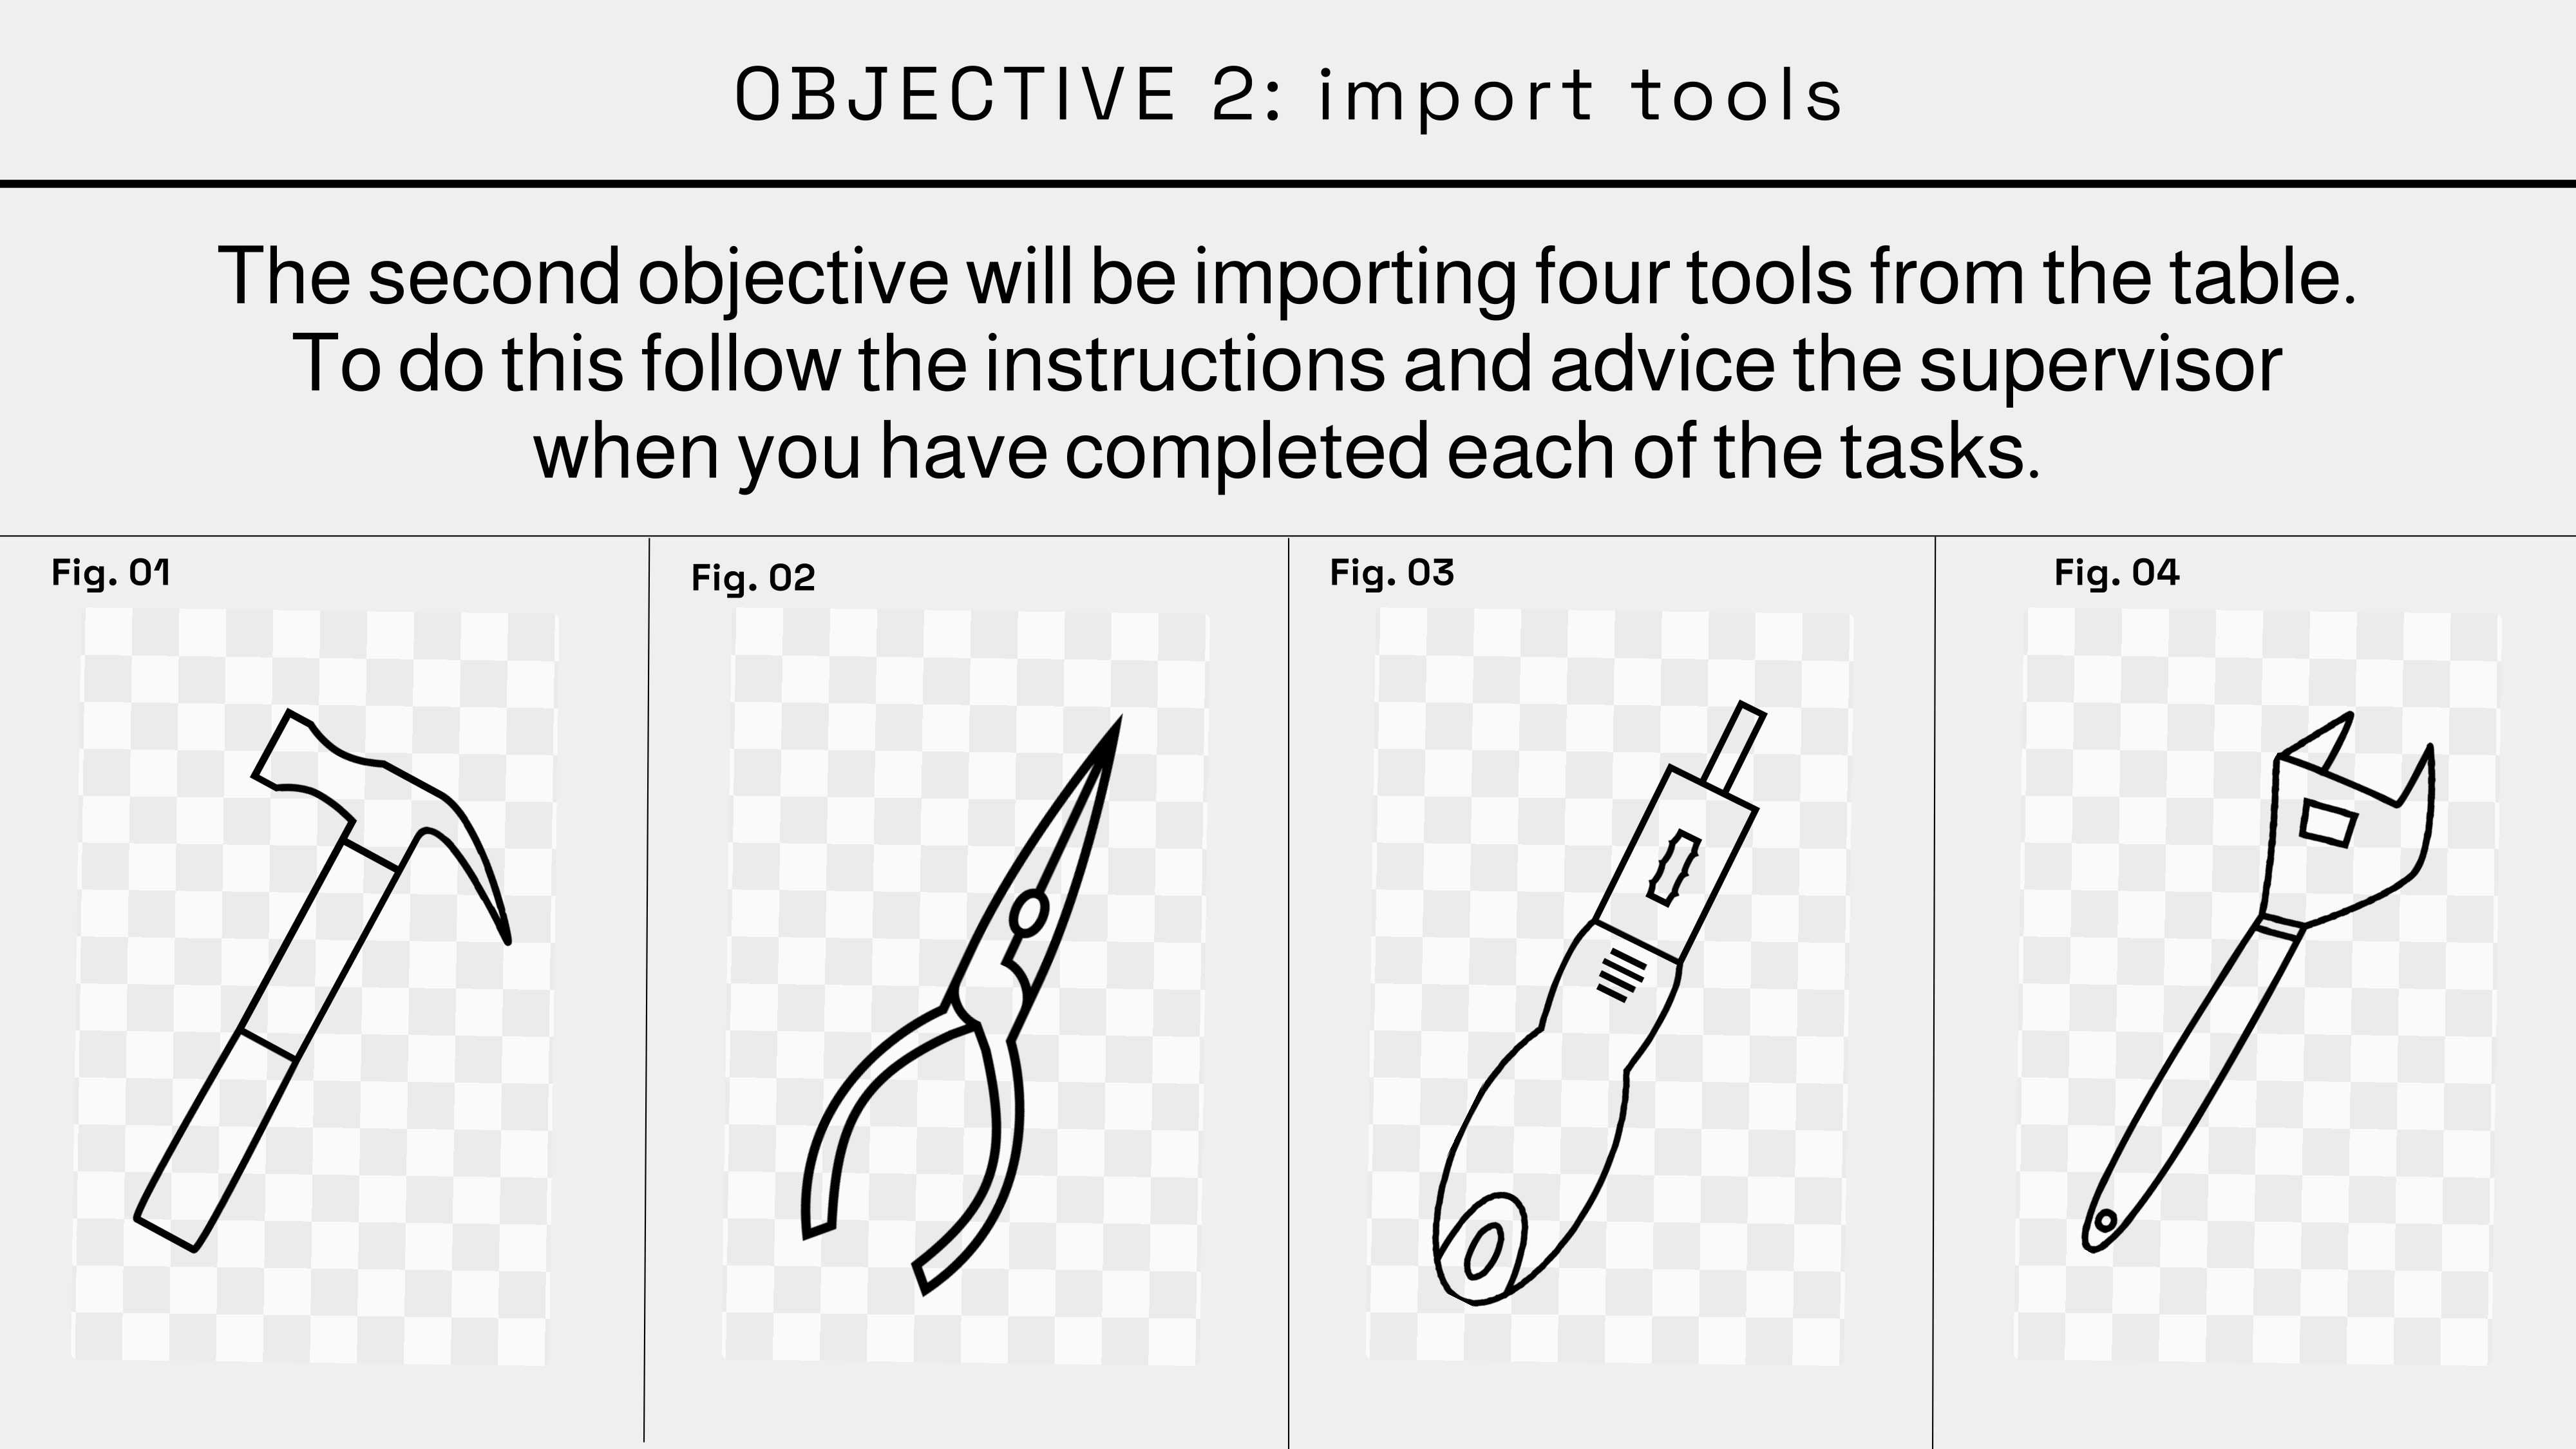 OBJECTIVE 2: import tools
The second objective will be importing four tools from the table.
To do this follow the instructions and advice the supervisor
when you have completed each of the tasks.
Fig. 01
Fig. 02
Fig. 03
Fig. 04